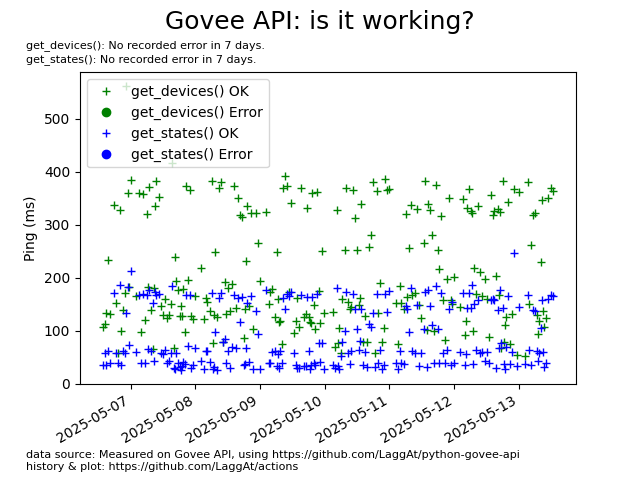 Govee API: is it working?
get_devices(): No recorded error in 7 days.
get_states(): No recorded error in 7 days.
get_devices() OK
get_devices() Error
get_states() OK
get_states() Error
Ping (ms)
500
400
300
200
100
0
2025-05-07
2025-05-08
2025-05-09
2025-05-10
2025-05-11
2025-05-12
2025-05-13
data source: Measured on Govee API, using https://github.com/LaggAt/python-govee-api
history & plot: https://github.com/LaggAt/actions